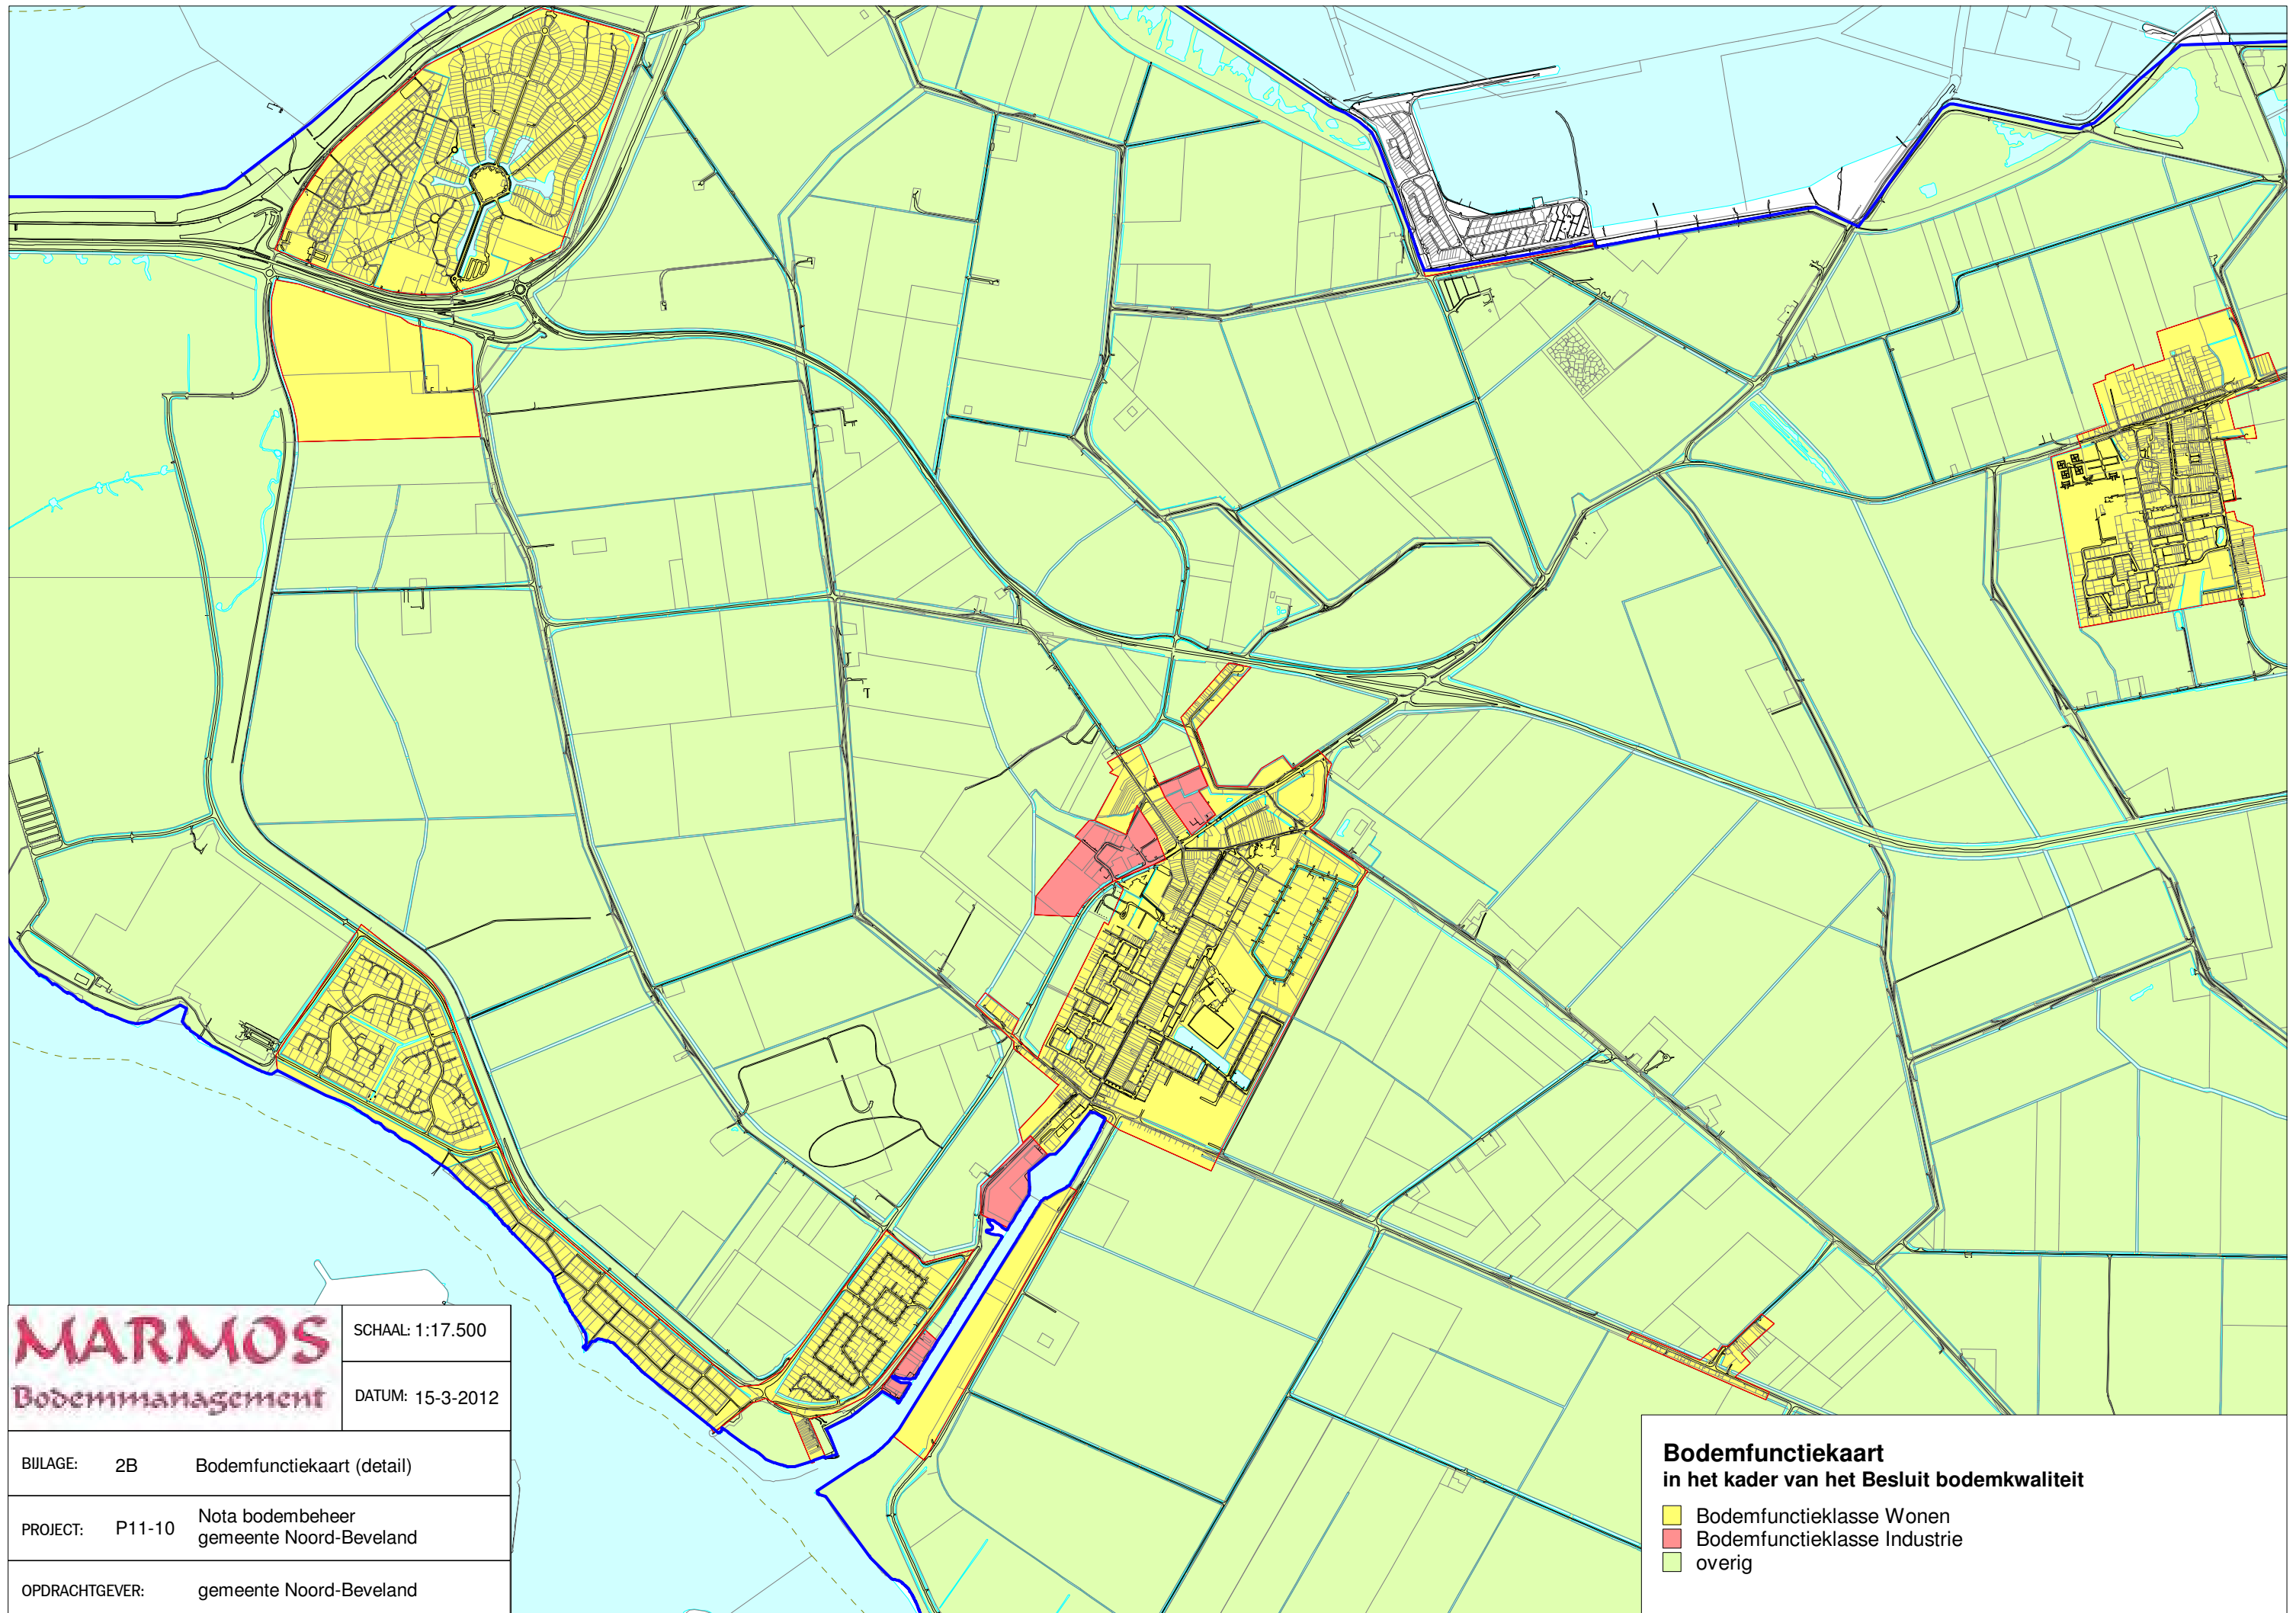 MARMOS
Bodemmanagement
SCHAAL: 1:17.500
DATUM: 15-3-2012
BIJLAGE: 2B Bodemfunctiekaart (detail)
PROJECT: P11-10 Nota bodembeheer
gemeente Noord-Beveland
OPDRACHTGEVER: gemeente Noord-Beveland
Bodemfunctiekaart
in het kader van het Besluit bodemkwaliteit
Bodemfunctieklasse Wonen
Bodemfunctieklasse Industrie
overig